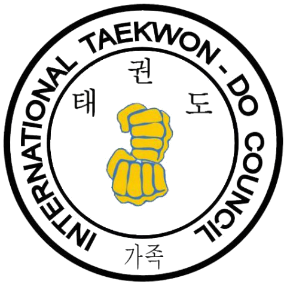 INTERNATIONAL TAEKWON-DO COUNCIL
태 권 도
가족